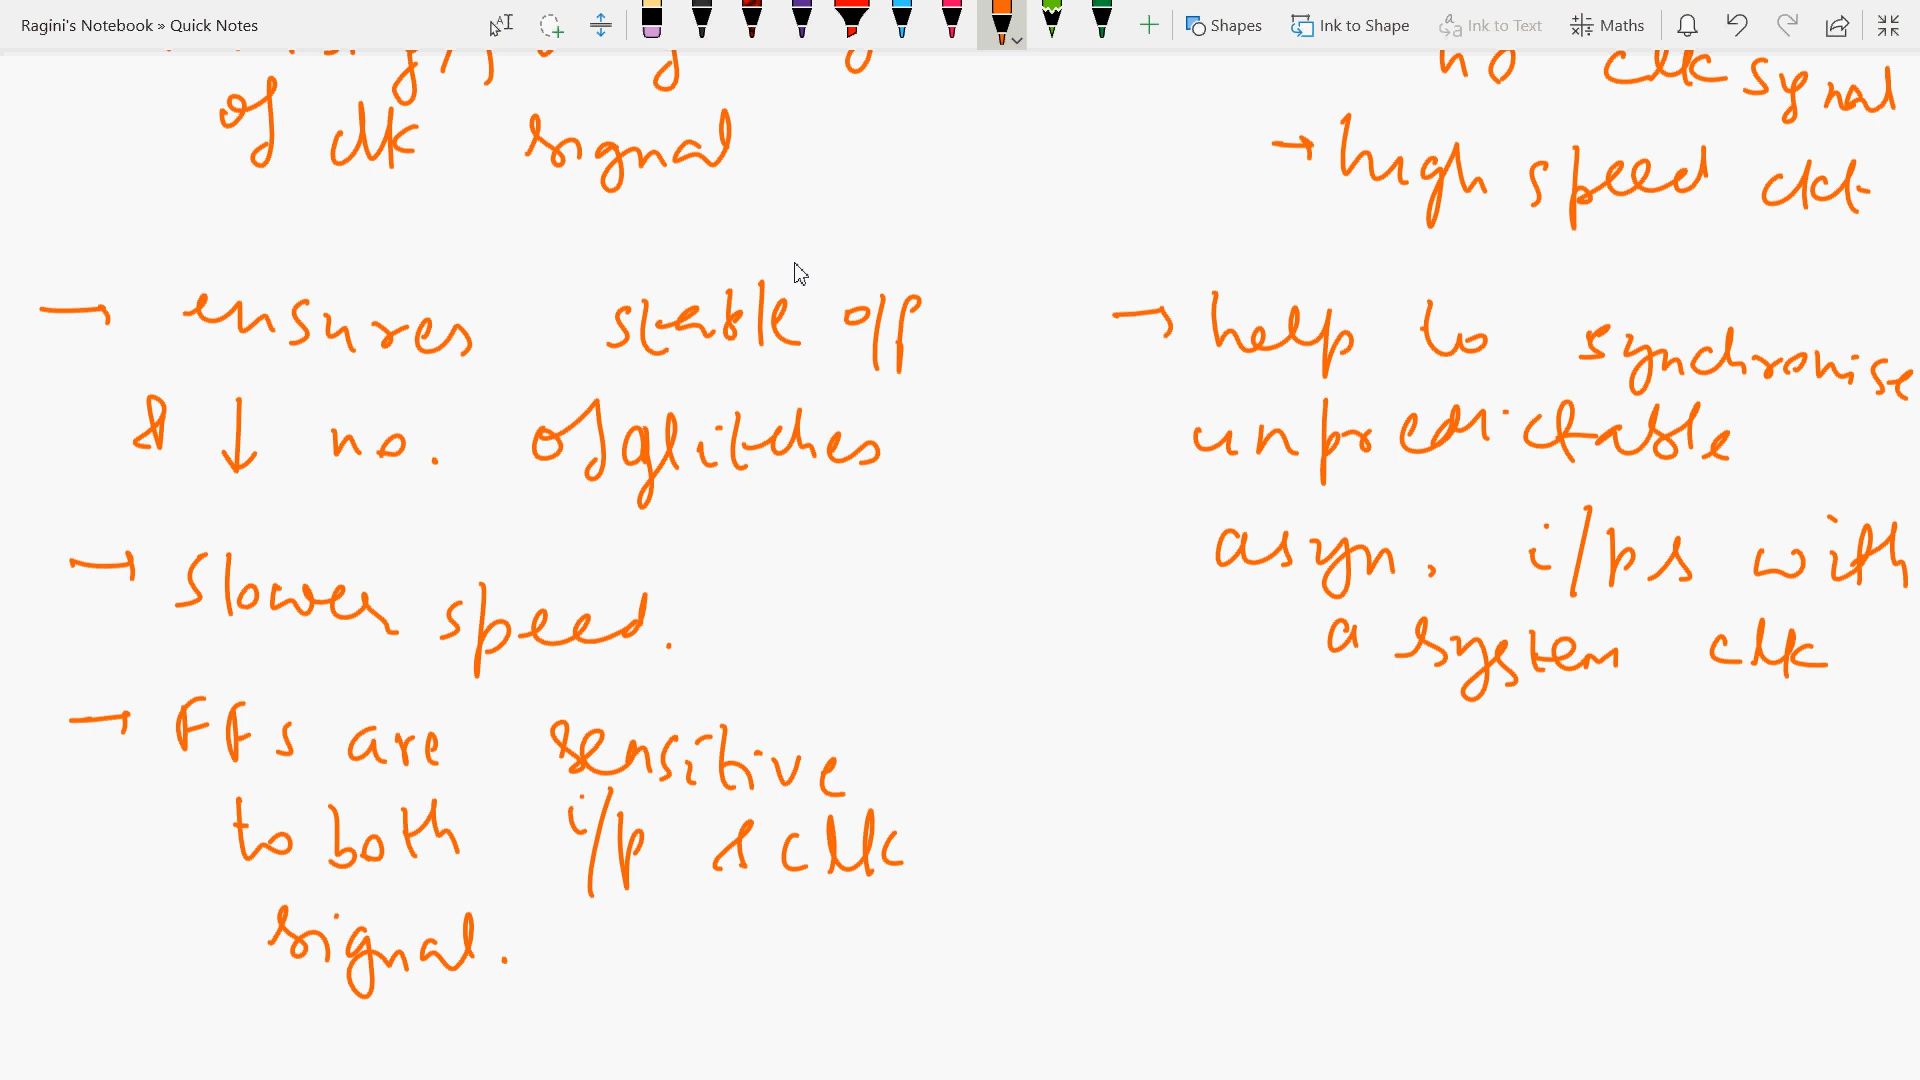 Ragini's Notebook » Quick Notes
Shapes
Ink to Shape
Ink to Text
Maths
of clk signal
→ ensures stable o/p
& ↓ no. of glitches
→ Slower speed.
→ FFs are sensitive
to both i/p & clk
signal.
no clk signal
→ high speed ckt
→ help to synchronise
unpredictable
asyn. i/ps with
a system clk